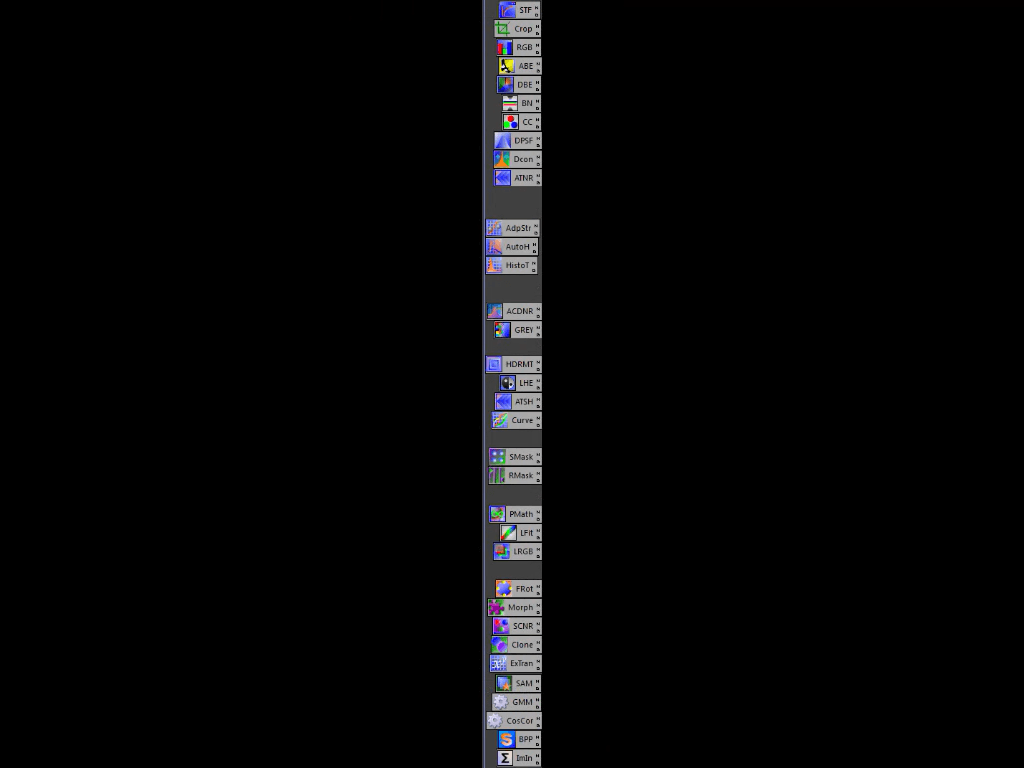 STF
Crop
RGB
ABE
DBE
BN
CC
DPSF
Dcon
ATNR
AdpStr
AutoH
HistoT
ACDNR
GREY
HDRMT
LHE
ATSH
Curve
SMask
RMask
PMath
LFit
LRGB
FRot
Morph
SCNR
Clone
ExTran
SAM
GMM
CosCor
BPP
ImIn